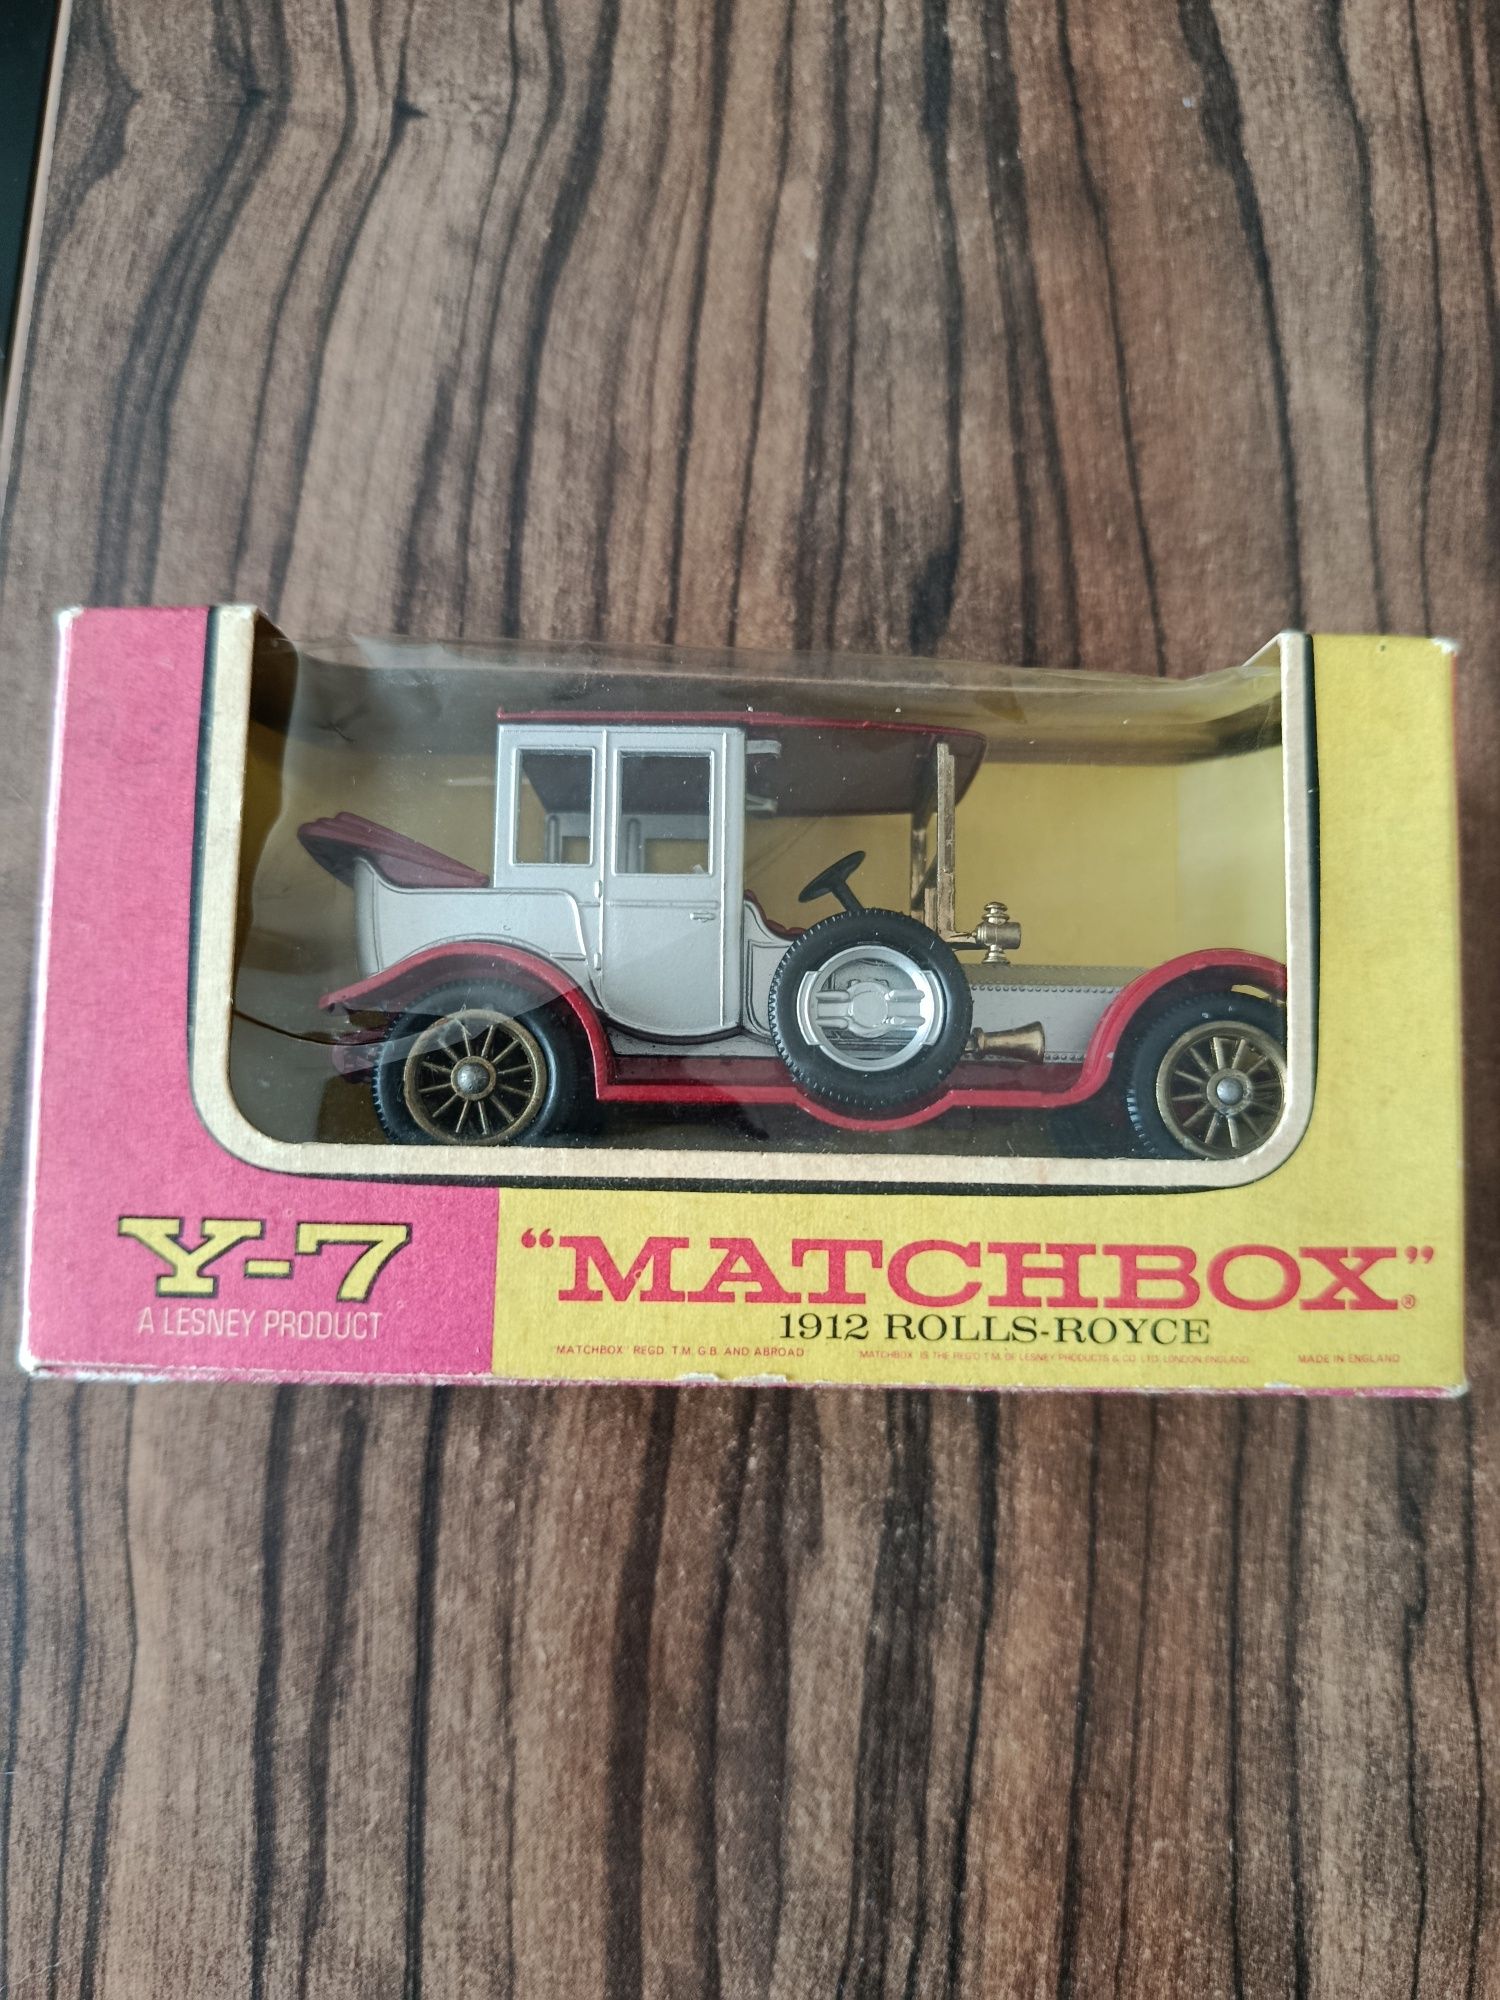 Y-7
A LESNEY PRODUCT
"MATCHBOX"®
1912 ROLLS-ROYCE
"MATCHBOX" REGD. T.M. G.B. AND ABROAD
"MATCHBOX" IS THE REG'D T.M. OF LESNEY PRODUCTS & CO. LTD. LONDON, ENGLAND
MADE IN ENGLAND